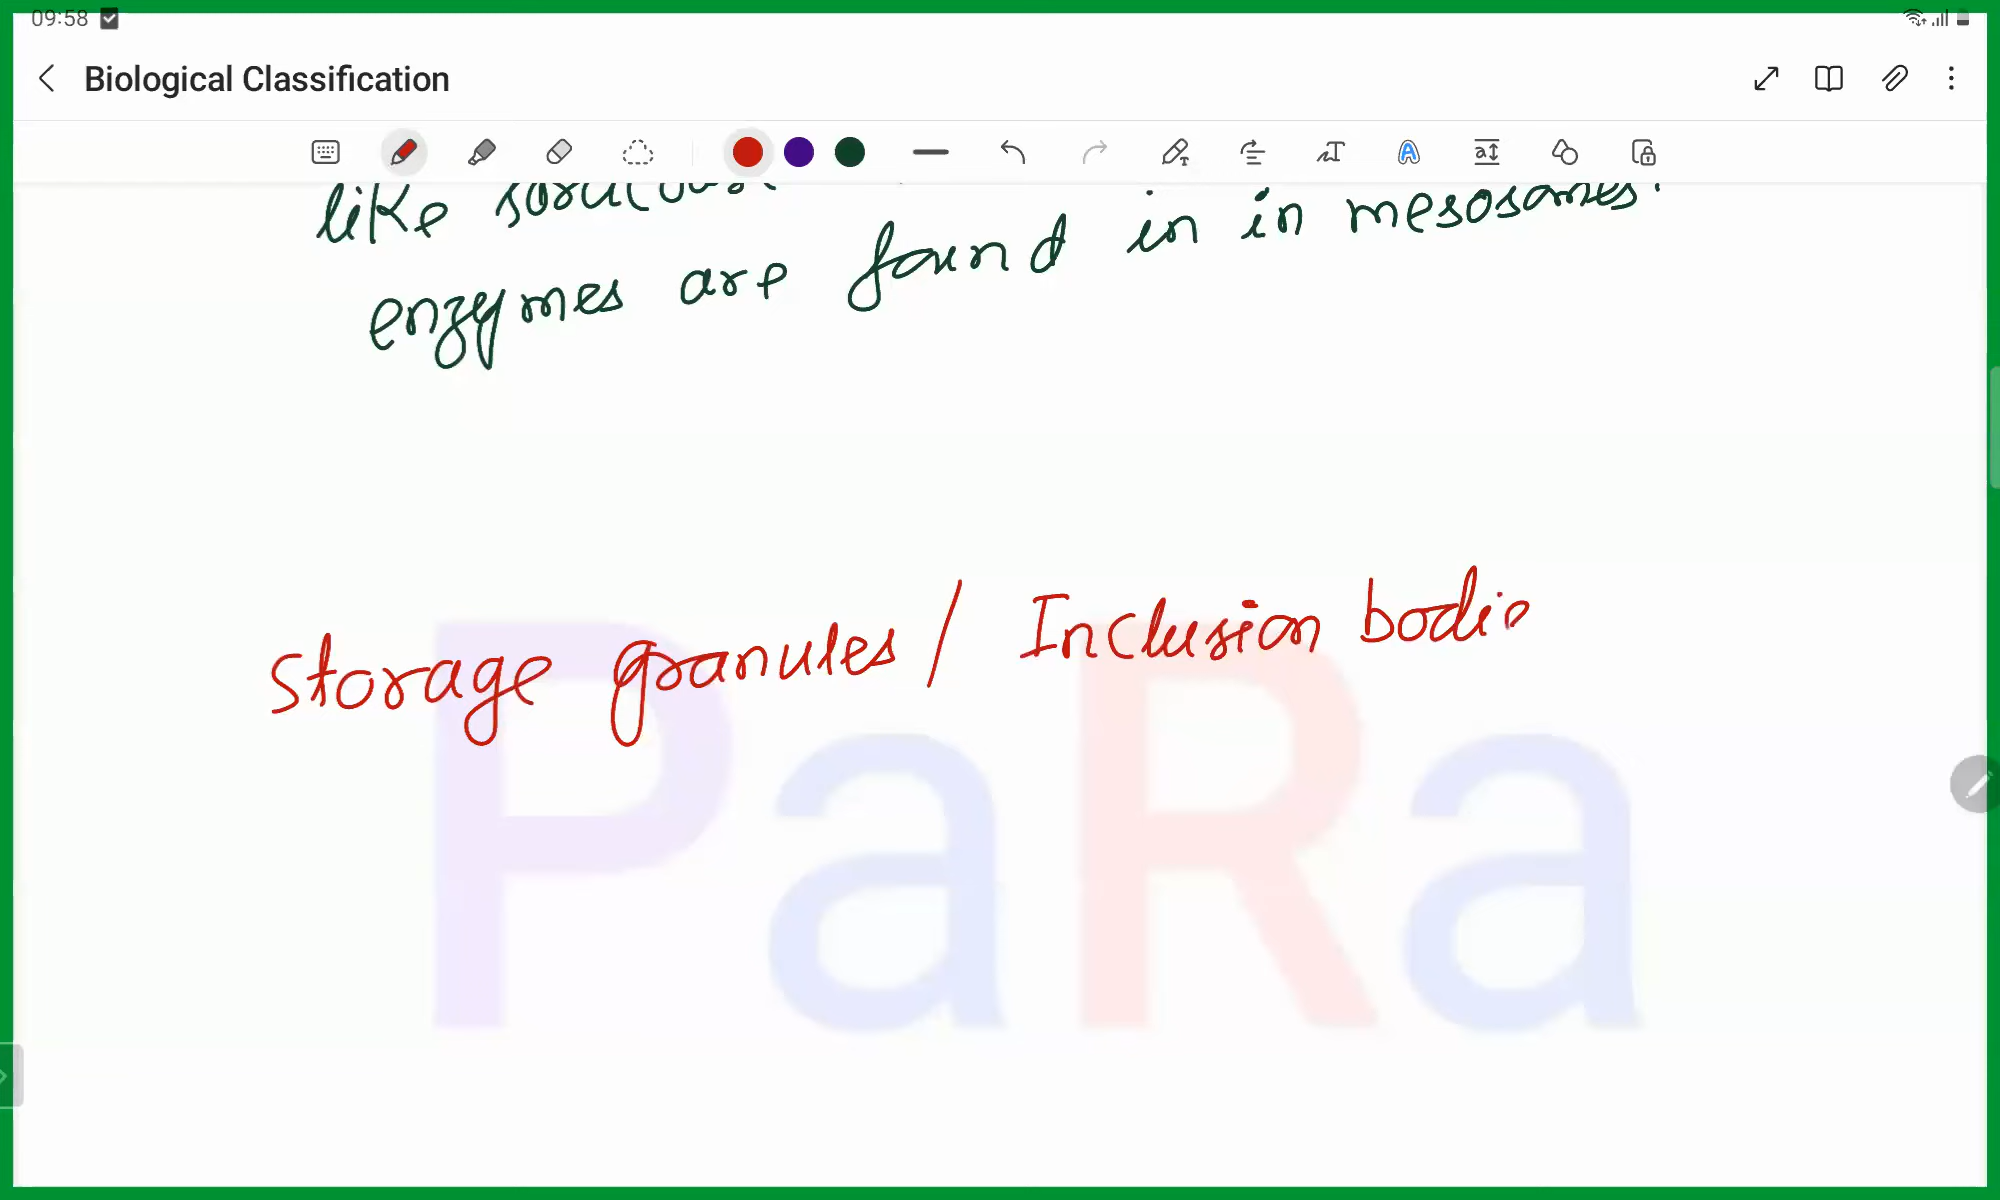 09:58
Biological Classification
like
in in mesosomes.
enzymes are found
Storage granules / Inclusion bodie
PaRa